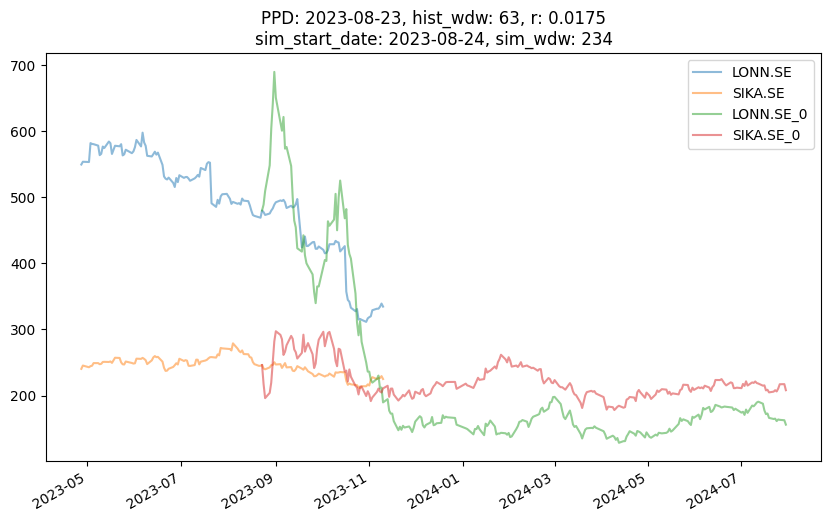 PPD: 2023-08-23, hist_wdw: 63, r: 0.0175
sim_start_date: 2023-08-24, sim_wdw: 234
700
600
500
400
300
200
LONN.SE
SIKA.SE
LONN.SE_0
SIKA.SE_0
2023-05
2023-07
2023-09
2023-11
2024-01
2024-03
2024-05
2024-07